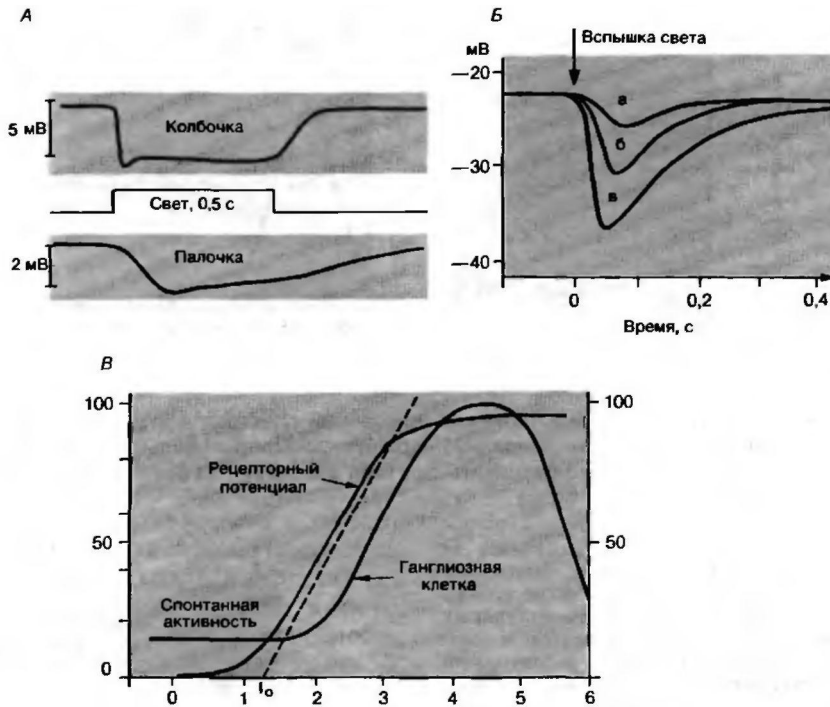 А
5 мВ
Колбочка
Свет, 0,5 с
2 мВ
Палочка
Б
мВ
Вспышка света
—20
—30
—40
а
б
в
0
0,2
0,4
Время, с
В
100
50
0
Рецепторный
потенциал
Спонтанная
активность
Ганглиозная
клетка
100
50
0
1
I₀
2
3
4
5
6